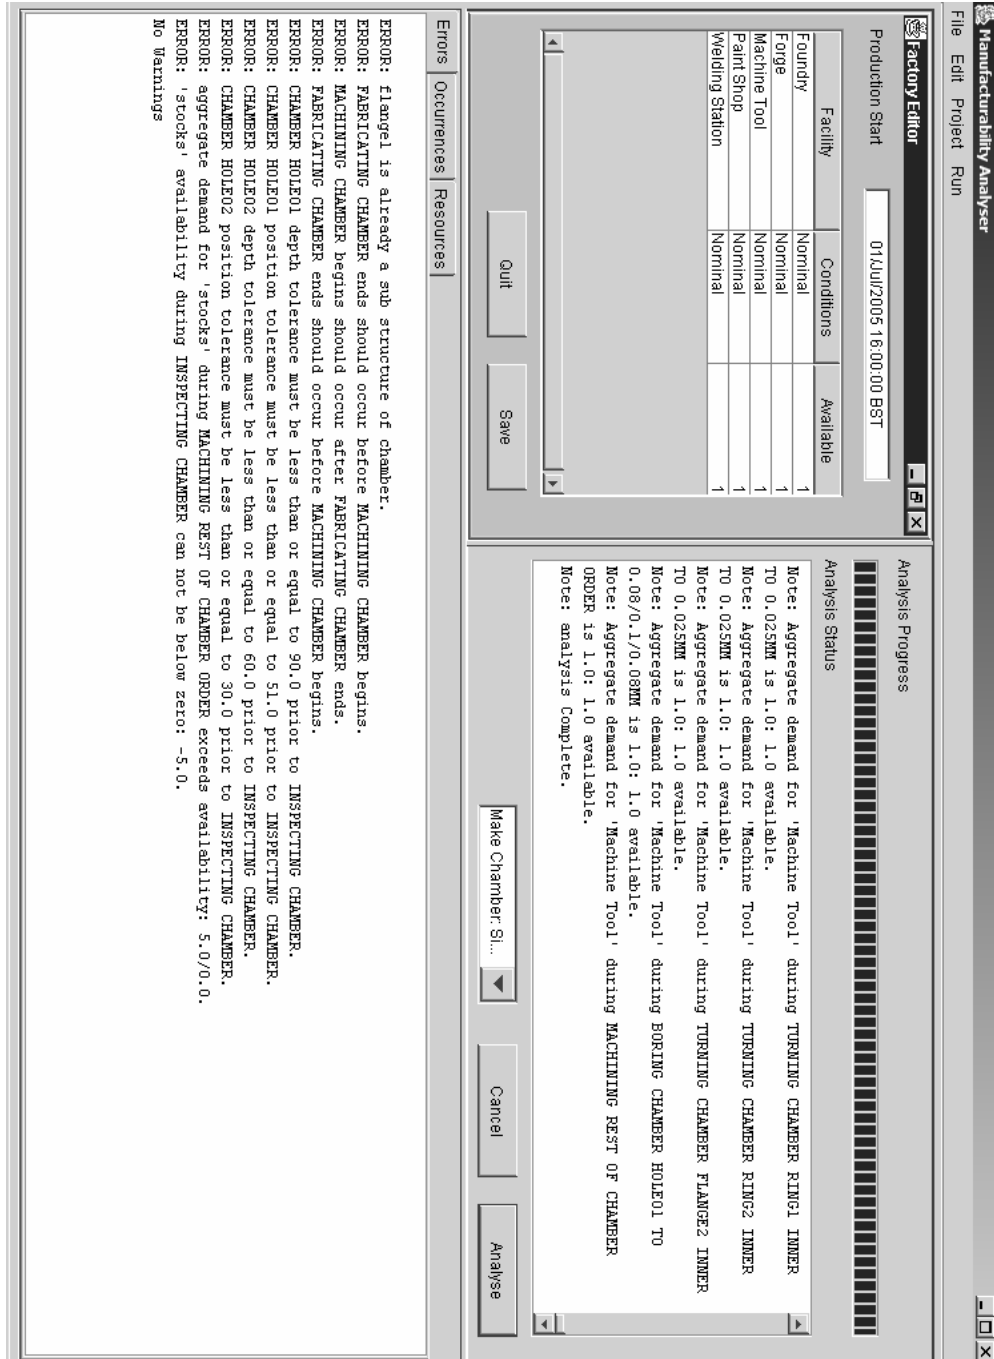 Manufacturability Analyser
File Edit Project Run
Factory Editor
Production Start 01/Jul/2005 16:00:00 BST
Facility Conditions Available
Foundry Nominal 1
Forge Nominal 1
Machine Tool Nominal 1
Paint Shop Nominal 1
Welding Station Nominal 1
Quit Save
Analysis Progress
Analysis Status
Note: Aggregate demand for 'Machine Tool' during TURNING CHAMBER RING1 INNER
TO 0.025MM is 1.0: 1.0 available.
Note: Aggregate demand for 'Machine Tool' during TURNING CHAMBER RING2 INNER
TO 0.025MM is 1.0: 1.0 available.
Note: Aggregate demand for 'Machine Tool' during TURNING CHAMBER FLANGE2 INNER
TO 0.025MM is 1.0: 1.0 available.
Note: Aggregate demand for 'Machine Tool' during BORING CHAMBER HOLE01 TO
0.08/0.1/0.08MM is 1.0: 1.0 available.
Note: Aggregate demand for 'Machine Tool' during MACHINING REST OF CHAMBER
ORDER is 1.0: 1.0 available.
Note: analysis Complete.
Make Chamber: Si... Cancel Analyse
Errors Occurrences Resources
ERROR: flange1 is already a sub structure of chamber.
ERROR: FABRICATING CHAMBER ends should occur before MACHINING CHAMBER begins.
ERROR: MACHINING CHAMBER begins should occur after FABRICATING CHAMBER ends.
ERROR: FABRICATING CHAMBER ends should occur before MACHINING CHAMBER begins.
ERROR: CHAMBER HOLE01 depth tolerance must be less than or equal to 90.0 prior to INSPECTING CHAMBER.
ERROR: CHAMBER HOLE01 position tolerance must be less than or equal to 51.0 prior to INSPECTING CHAMBER.
ERROR: CHAMBER HOLE02 depth tolerance must be less than or equal to 60.0 prior to INSPECTING CHAMBER.
ERROR: CHAMBER HOLE02 position tolerance must be less than or equal to 30.0 prior to INSPECTING CHAMBER.
ERROR: aggregate demand for 'stocks' during MACHINING REST OF CHAMBER ORDER exceeds availability: 5.0/0.0.
ERROR: 'stocks' availability during INSPECTING CHAMBER can not be below zero: -5.0.
No Warnings